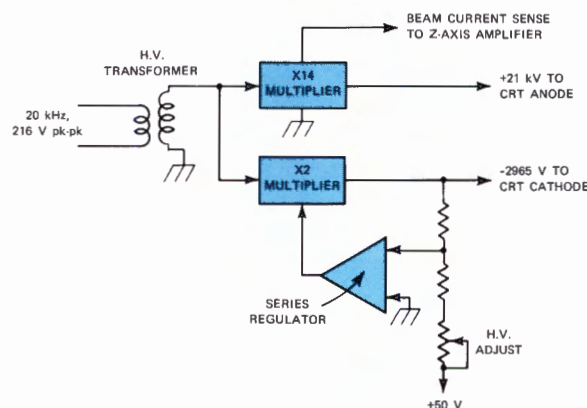 BEAM CURRENT SENSE
TO Z-AXIS AMPLIFIER
H.V.
TRANSFORMER
X14
MULTIPLIER
+21 kV TO
CRT ANODE
20 kHz,
216 V pk-pk
X2
MULTIPLIER
-2965 V TO
CRT CATHODE
SERIES
REGULATOR
H.V.
ADJUST
+50 V